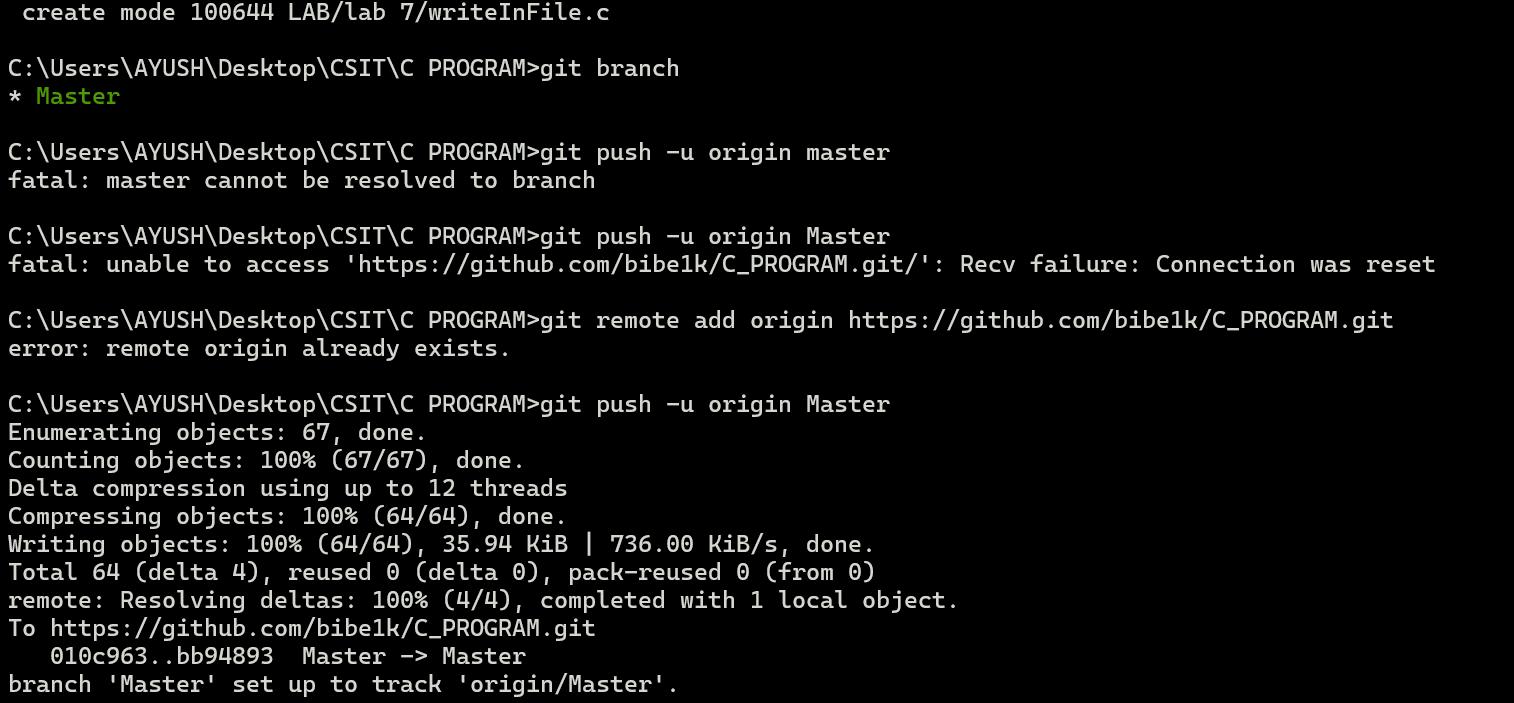 create mode 100644 LAB/lab 7/writeInFile.c
C:\Users\AYUSH\Desktop\CSIT\C PROGRAM>git branch
* Master
C:\Users\AYUSH\Desktop\CSIT\C PROGRAM>git push -u origin master
fatal: master cannot be resolved to branch
C:\Users\AYUSH\Desktop\CSIT\C PROGRAM>git push -u origin Master
fatal: unable to access 'https://github.com/bibe1k/C_PROGRAM.git/': Recv failure: Connection was reset
C:\Users\AYUSH\Desktop\CSIT\C PROGRAM>git remote add origin https://github.com/bibe1k/C_PROGRAM.git
error: remote origin already exists.
C:\Users\AYUSH\Desktop\CSIT\C PROGRAM>git push -u origin Master
Enumerating objects: 67, done.
Counting objects: 100% (67/67), done.
Delta compression using up to 12 threads
Compressing objects: 100% (64/64), done.
Writing objects: 100% (64/64), 35.94 KiB | 736.00 KiB/s, done.
Total 64 (delta 4), reused 0 (delta 0), pack-reused 0 (from 0)
remote: Resolving deltas: 100% (4/4), completed with 1 local object.
To https://github.com/bibe1k/C_PROGRAM.git
010c963..bb94893  Master -> Master
branch 'Master' set up to track 'origin/Master'.